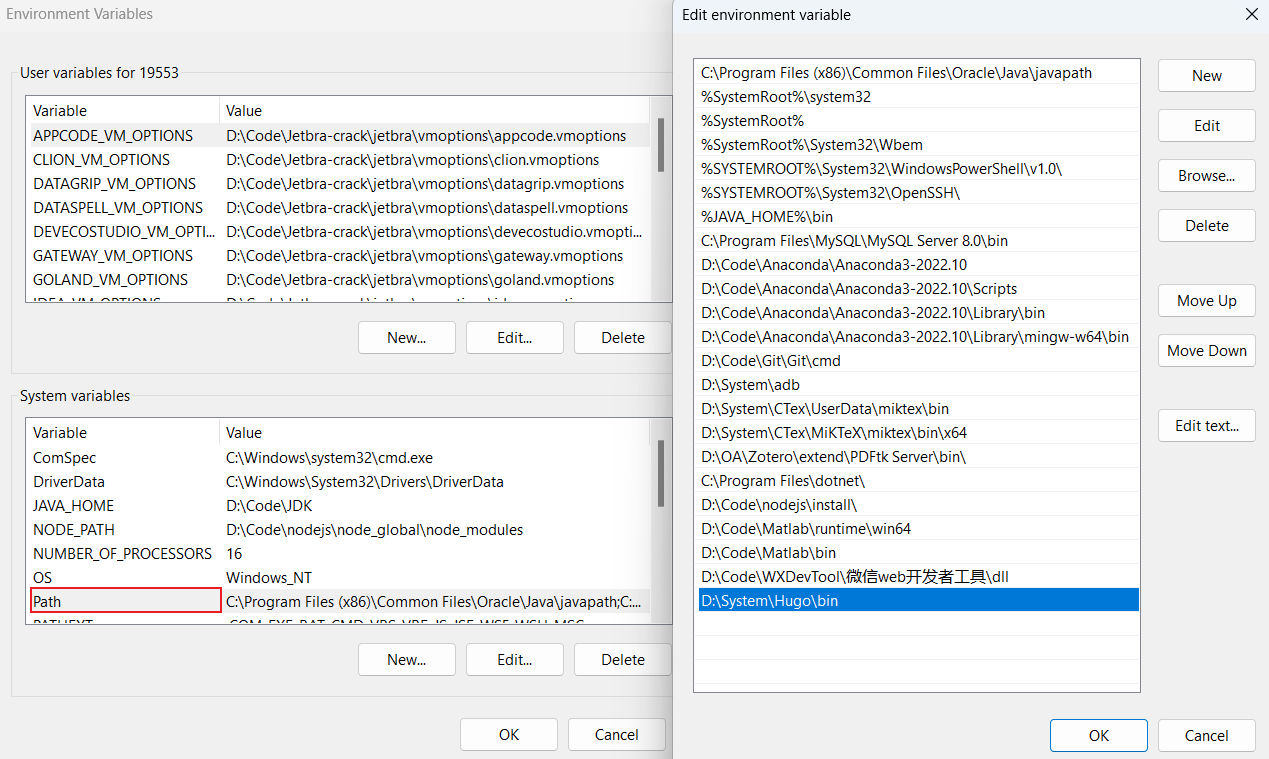 Environment Variables
User variables for 19553
Variable Value
APPCODE_VM_OPTIONS D:\Code\Jetbra-crack\jetbra\vmoptions\appcode.vmoptions
CLION_VM_OPTIONS D:\Code\Jetbra-crack\jetbra\vmoptions\clion.vmoptions
DATAGRIP_VM_OPTIONS D:\Code\Jetbra-crack\jetbra\vmoptions\datagrip.vmoptions
DATASPELL_VM_OPTIONS D:\Code\Jetbra-crack\jetbra\vmoptions\dataspell.vmoptions
DEVECOSTUDIO_VM_OPTI... D:\Code\Jetbra-crack\jetbra\vmoptions\devecostudio.vmopti...
GATEWAY_VM_OPTIONS D:\Code\Jetbra-crack\jetbra\vmoptions\gateway.vmoptions
GOLAND_VM_OPTIONS D:\Code\Jetbra-crack\jetbra\vmoptions\goland.vmoptions
New... Edit... Delete
System variables
Variable Value
ComSpec C:\Windows\system32\cmd.exe
DriverData C:\Windows\System32\Drivers\DriverData
JAVA_HOME D:\Code\JDK
NODE_PATH D:\Code\nodejs\node_global\node_modules
NUMBER_OF_PROCESSORS 16
OS Windows_NT
Path C:\Program Files (x86)\Common Files\Oracle\Java\javapath;C:...
New... Edit... Delete
OK Cancel
Edit environment variable
C:\Program Files (x86)\Common Files\Oracle\Java\javapath
%SystemRoot%\system32
%SystemRoot%
%SystemRoot%\System32\Wbem
%SYSTEMROOT%\System32\WindowsPowerShell\v1.0\
%SYSTEMROOT%\System32\OpenSSH\
%JAVA_HOME%\bin
C:\Program Files\MySQL\MySQL Server 8.0\bin
D:\Code\Anaconda\Anaconda3-2022.10
D:\Code\Anaconda\Anaconda3-2022.10\Scripts
D:\Code\Anaconda\Anaconda3-2022.10\Library\bin
D:\Code\Anaconda\Anaconda3-2022.10\Library\mingw-w64\bin
D:\Code\Git\Git\cmd
D:\System\adb
D:\System\CTex\UserData\miktex\bin
D:\System\CTex\MiKTeX\miktex\bin\x64
D:\OA\Zotero\extend\PDFtk Server\bin\
C:\Program Files\dotnet\
D:\Code\nodejs\install\
D:\Code\Matlab\runtime\win64
D:\Code\Matlab\bin
D:\Code\WXDevTool\微信web开发者工具\dll
D:\System\Hugo\bin
New
Edit
Browse...
Delete
Move Up
Move Down
Edit text...
OK Cancel